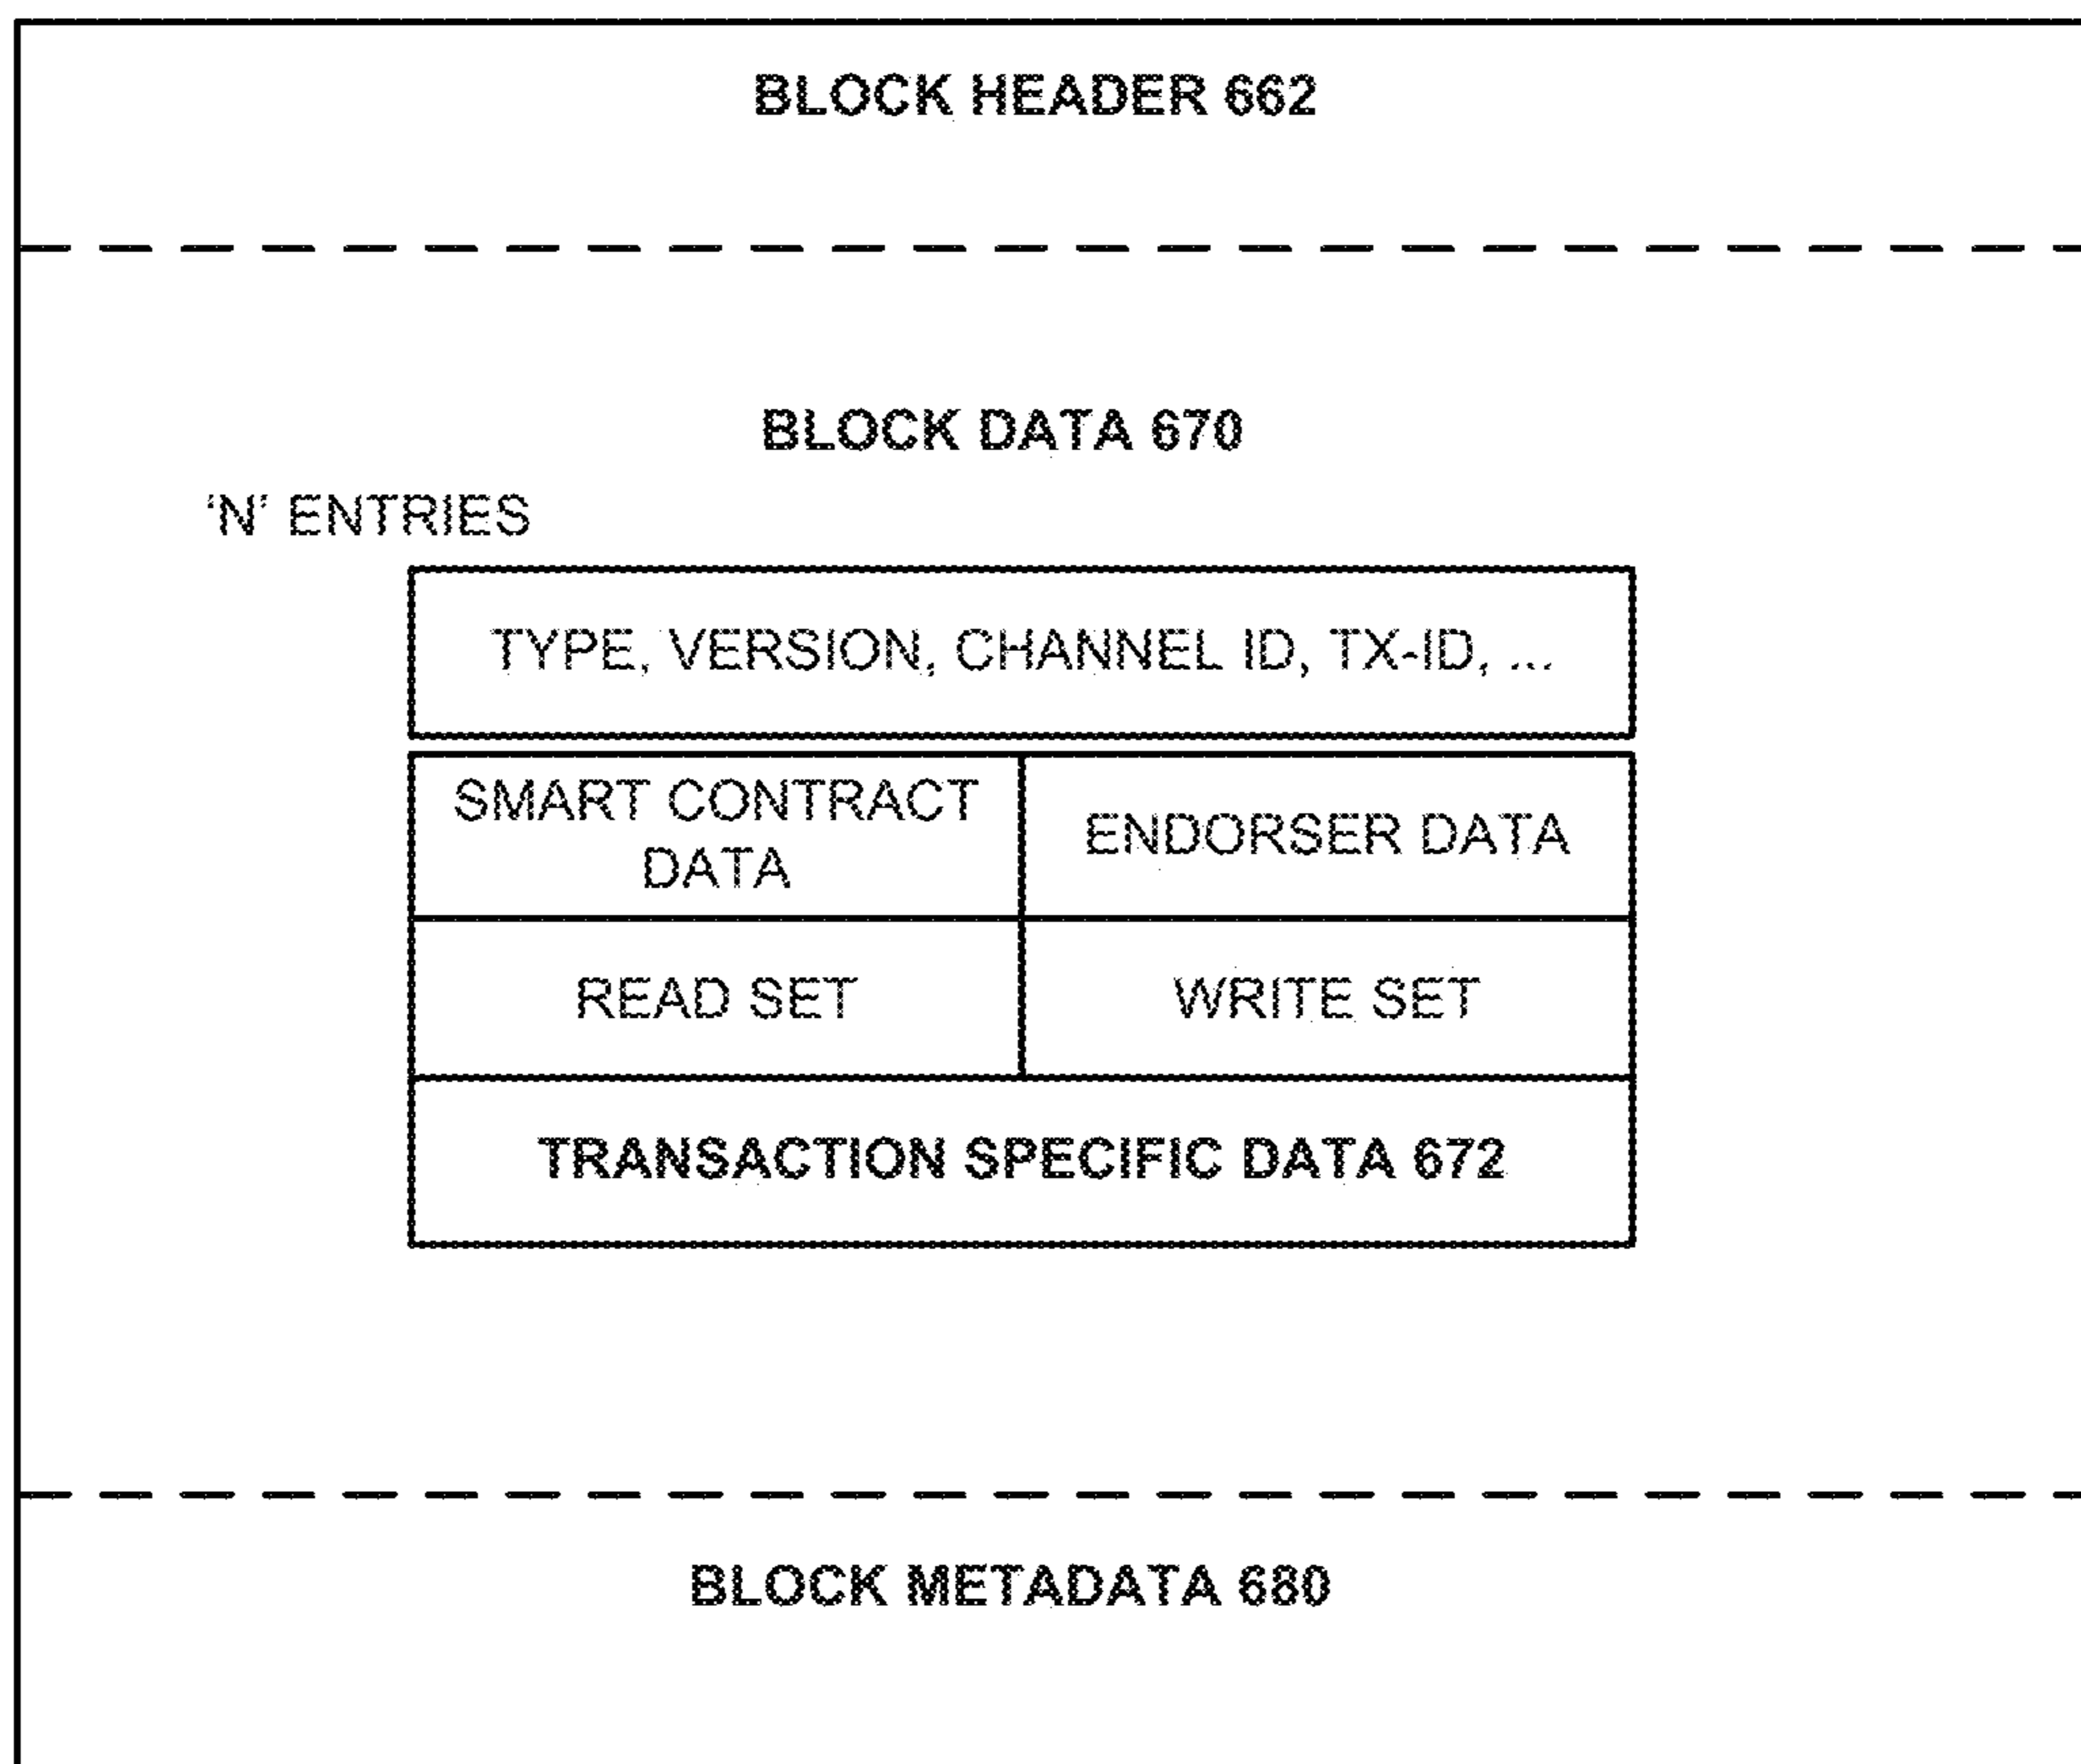 BLOCK HEADER 662
BLOCK DATA 670
'N' ENTRIES
TYPE, VERSION, CHANNEL ID, TX-ID, ...
SMART CONTRACT
DATA
ENDORSER DATA
READ SET
WRITE SET
TRANSACTION SPECIFIC DATA 672
BLOCK METADATA 680